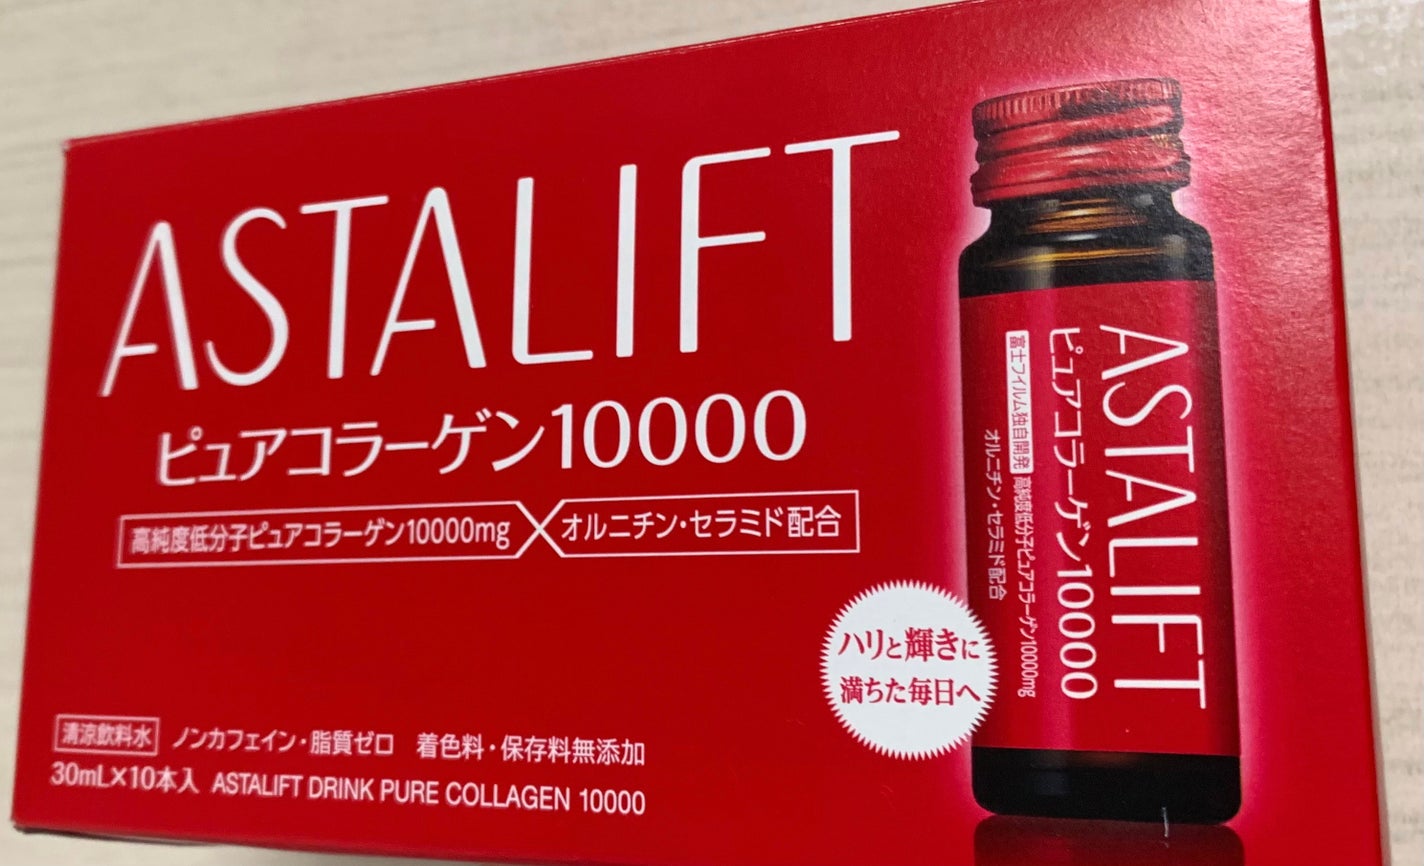 ASTALIFT
ピュアコラーゲン10000
高純度低分子ピュアコラーゲン10000mg
オルニチン・セラミド配合
ハリと輝きに
満ちた毎日へ
清涼飲料水 ノンカフェイン・脂質ゼロ 着色料・保存料無添加
30mL×10本入 ASTALIFT DRINK PURE COLLAGEN 10000
ASTALIFT
ピュアコラーゲン10000
富士フイルム独自開発 高純度低分子ピュアコラーゲン10000mg
オルニチン・セラミド配合